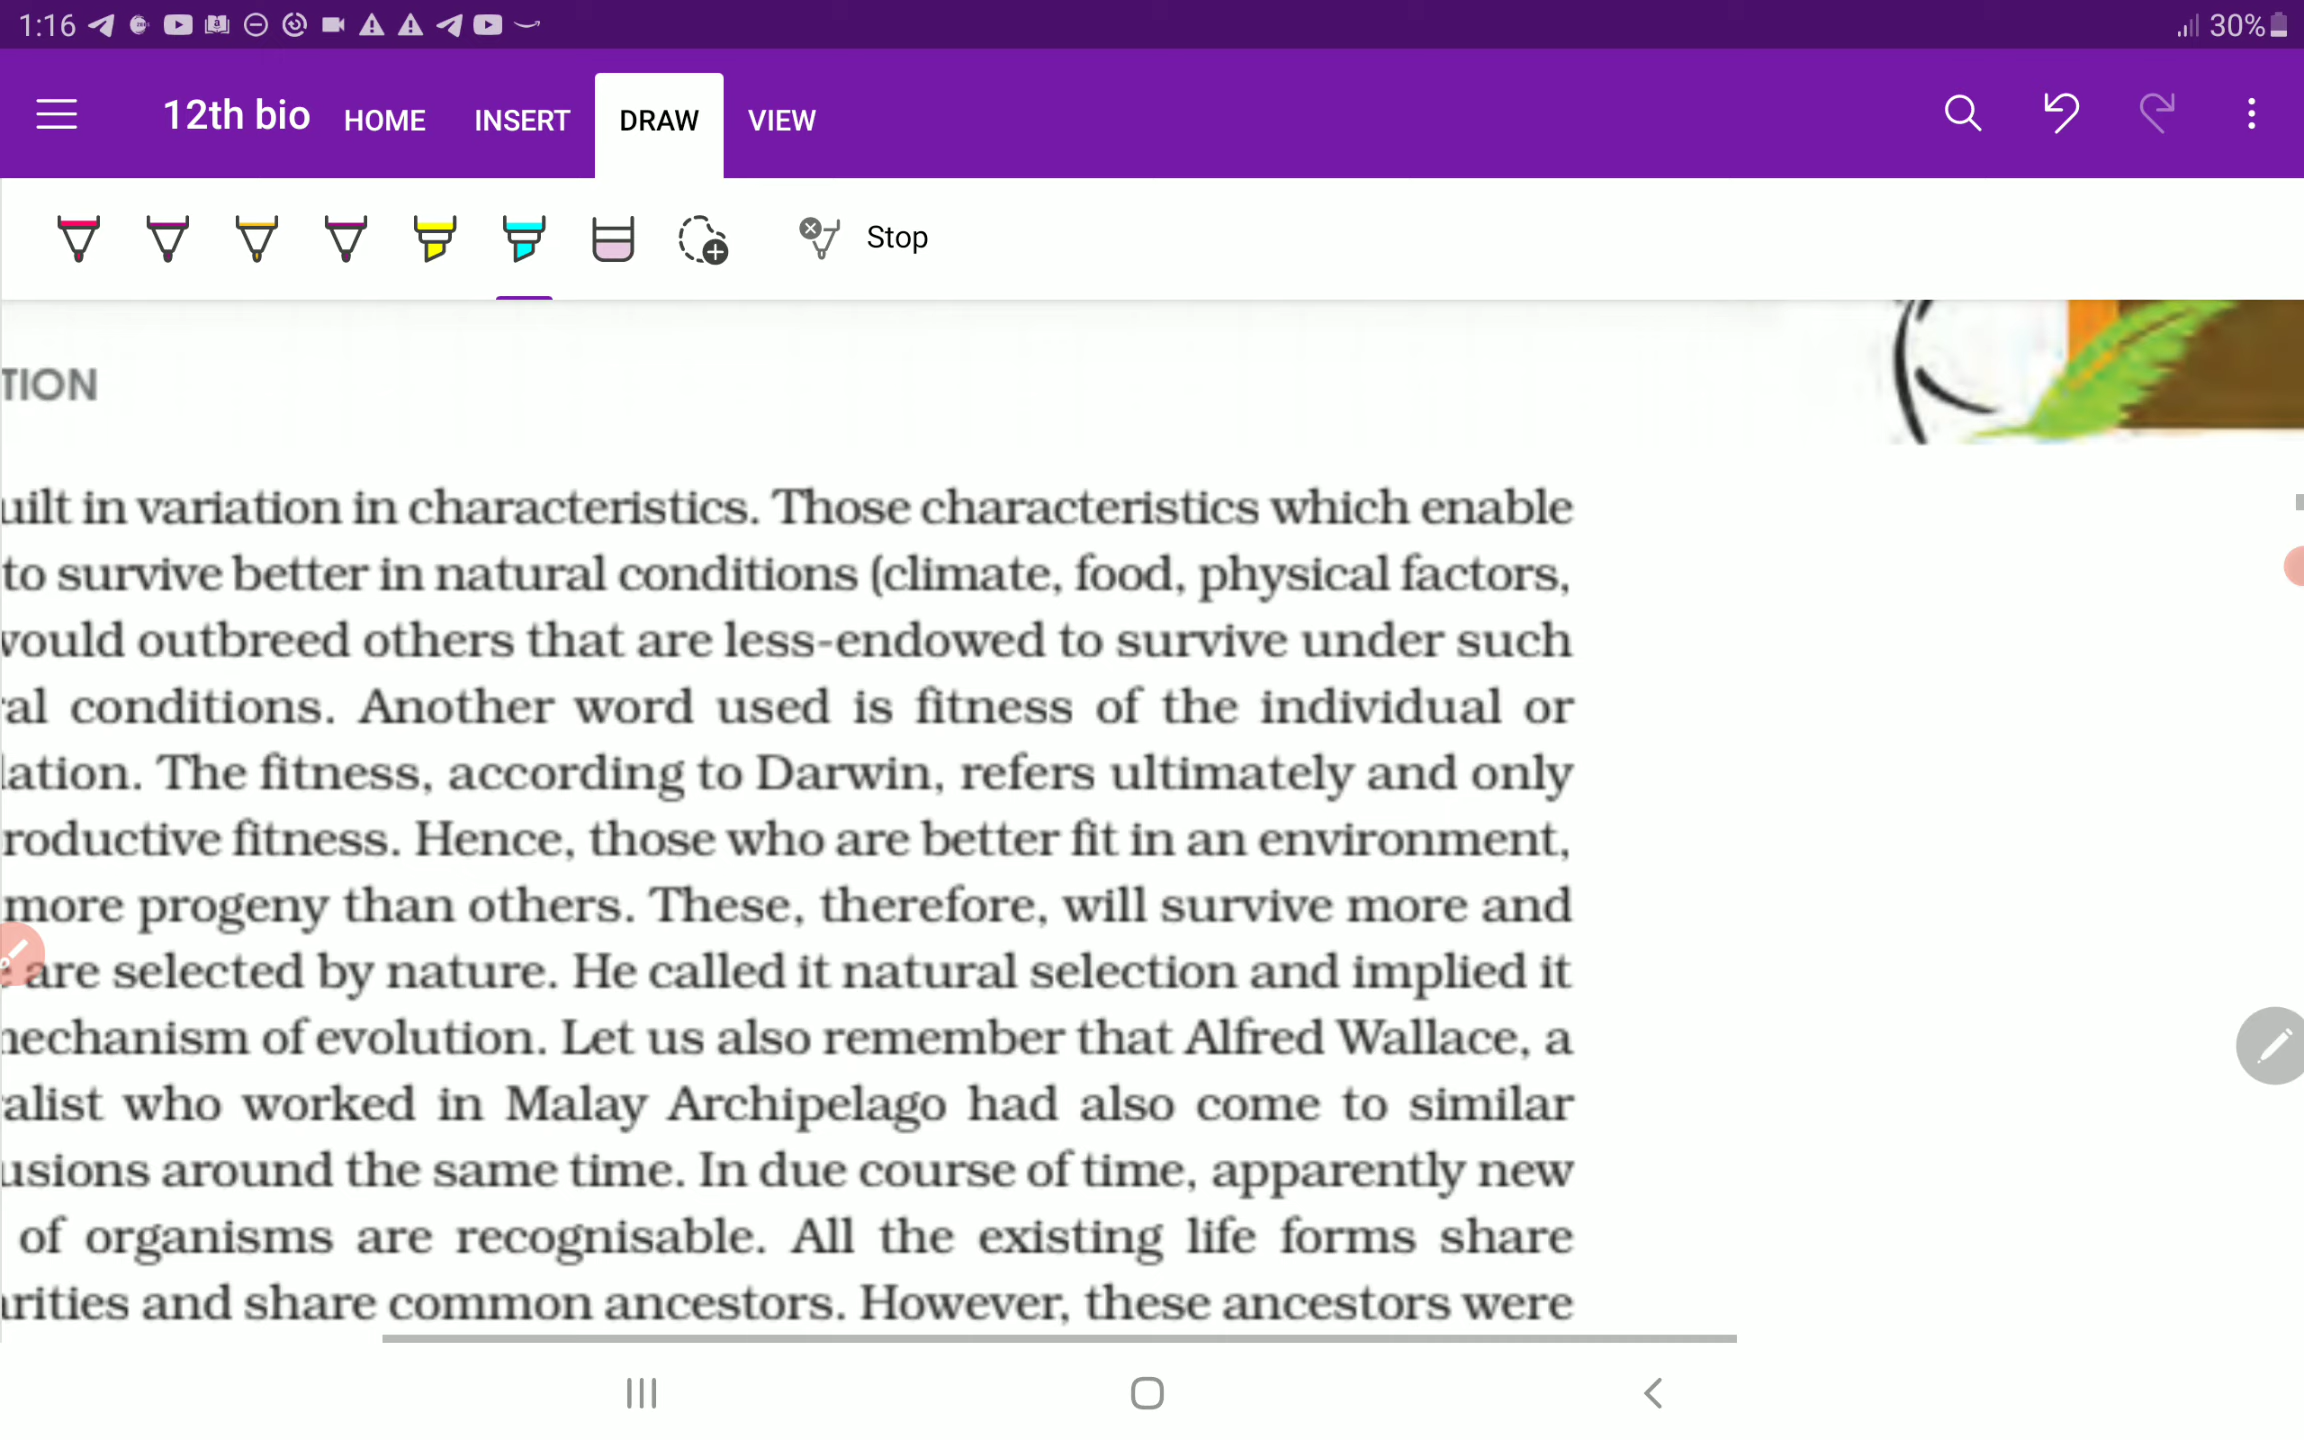 1:16 30%
12th bio HOME INSERT DRAW VIEW
Stop
TION
uilt in variation in characteristics. Those characteristics which enable
to survive better in natural conditions (climate, food, physical factors,
would outbreed others that are less-endowed to survive under such
ral conditions. Another word used is fitness of the individual or
lation. The fitness, according to Darwin, refers ultimately and only
roductive fitness. Hence, those who are better fit in an environment,
more progeny than others. These, therefore, will survive more and
are selected by nature. He called it natural selection and implied it
mechanism of evolution. Let us also remember that Alfred Wallace, a
alist who worked in Malay Archipelago had also come to similar
usions around the same time. In due course of time, apparently new
of organisms are recognisable. All the existing life forms share
arities and share common ancestors. However, these ancestors were